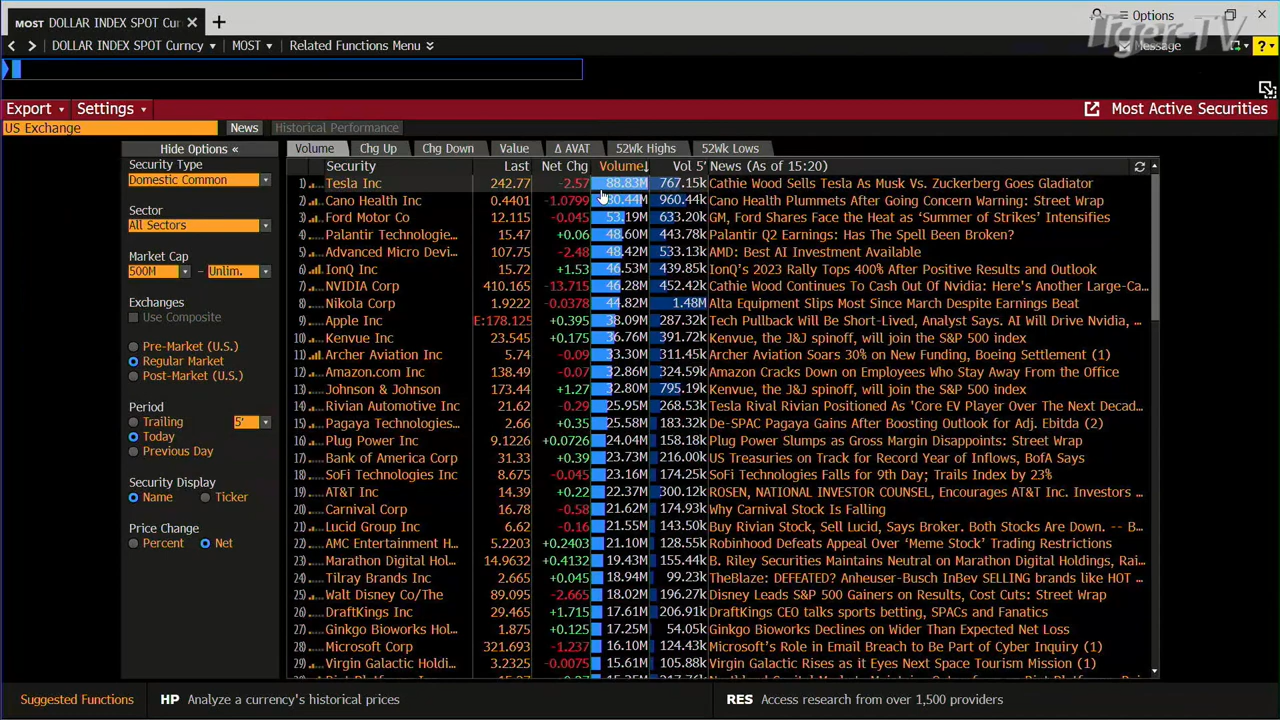 MOST DOLLAR INDEX SPOT Cur
Options
DOLLAR INDEX SPOT Curncy MOST Related Functions Menu
Message
Tiger-TV
Export Settings Most Active Securities
US Exchange News Historical Performance
Hide Options « Volume Chg Up Chg Down Value Δ AVAT 52Wk Highs 52Wk Lows
Security Type
Domestic Common
Sector
All Sectors
Market Cap
500M - Unlim.
Exchanges
Use Composite
Pre-Market (U.S.)
Regular Market
Post-Market (U.S.)
Period
Trailing 5'
Today
Previous Day
Security Display
Name Ticker
Price Change
Percent Net
Security Last Net Chg Volume↓ Vol 5' News (As of 15:20)
1) Tesla Inc 242.77 -2.57 88.83M 767.15k Cathie Wood Sells Tesla As Musk Vs. Zuckerberg Goes Gladiator
2) Cano Health Inc 0.4401 -1.0799 80.44M 960.44k Cano Health Plummets After Going Concern Warning: Street Wrap
3) Ford Motor Co 12.115 -0.045 53.19M 633.20k GM, Ford Shares Face the Heat as ‘Summer of Strikes’ Intensifies
4) Palantir Technologie… 15.47 +0.06 48.60M 443.78k Palantir Q2 Earnings: Has The Spell Been Broken?
5) Advanced Micro Devi… 107.75 -2.48 48.42M 533.13k AMD: Best AI Investment Available
6) IonQ Inc 15.72 +1.53 46.53M 439.85k IonQ’s 2023 Rally Tops 400% After Positive Results and Outlook
7) NVIDIA Corp 410.165 -13.715 46.28M 452.42k Cathie Wood Continues To Cash Out Of Nvidia: Here's Another Large-Ca…
8) Nikola Corp 1.9222 -0.0378 44.82M 1.48M Alta Equipment Slips Most Since March Despite Earnings Beat
9) Apple Inc E:178.125 +0.395 38.09M 287.32k Tech Pullback Will Be Short-Lived, Analyst Says. AI Will Drive Nvidia, …
10) Kenvue Inc 23.545 +0.175 36.76M 391.72k Kenvue, the J&J spinoff, will join the S&P 500 index
11) Archer Aviation Inc 5.74 -0.09 33.30M 311.45k Archer Aviation Soars 30% on New Funding, Boeing Settlement (1)
12) Amazon.com Inc 138.49 -0.07 32.86M 324.59k Amazon Cracks Down on Employees Who Stay Away From the Office
13) Johnson & Johnson 173.44 +1.27 32.80M 795.19k Kenvue, the J&J spinoff, will join the S&P 500 index
14) Rivian Automotive Inc 21.62 -0.29 25.95M 268.53k Tesla Rival Rivian Positioned As 'Core EV Player Over The Next Decad…
15) Pagaya Technologies… 2.66 +0.35 25.58M 183.32k De-SPAC Pagaya Gains After Boosting Outlook for Adj. Ebitda (2)
16) Plug Power Inc 9.1226 +0.0726 24.04M 158.18k Plug Power Slumps as Gross Margin Disappoints: Street Wrap
17) Bank of America Corp 31.33 +0.39 23.73M 216.00k US Treasuries on Track for Record Year of Inflows, BofA Says
18) SoFi Technologies Inc 8.675 -0.045 23.16M 174.25k SoFi Technologies Falls for 9th Day; Trails Index by 23%
19) AT&T Inc 14.39 +0.22 22.37M 300.12k ROSEN, NATIONAL INVESTOR COUNSEL, Encourages AT&T Inc. Investors …
20) Carnival Corp 16.78 -0.58 21.62M 174.93k Why Carnival Stock Is Falling
21) Lucid Group Inc 6.62 -0.16 21.55M 143.50k Buy Rivian Stock, Sell Lucid, Says Broker. Both Stocks Are Down. -- B…
22) AMC Entertainment H… 5.2203 +0.2403 21.10M 128.55k Robinhood Defeats Appeal Over ‘Meme Stock’ Trading Restrictions
23) Marathon Digital Hol… 14.9632 +0.4132 19.43M 155.44k B. Riley Securities Maintains Neutral on Marathon Digital Holdings, Rai…
24) Tilray Brands Inc 2.665 +0.045 18.94M 99.23k TheBlaze: DEFEATED? Anheuser-Busch InBev SELLING brands like HOT …
25) Walt Disney Co/The 89.095 -2.665 18.02M 196.27k Disney Leads S&P 500 Gainers on Results, Cost Cuts: Street Wrap
26) DraftKings Inc 29.465 +1.715 17.61M 206.91k DraftKings CEO talks sports betting, SPACs and Fanatics
27) Ginkgo Bioworks Hol… 1.875 +0.125 17.25M 54.05k Ginkgo Bioworks Declines on Wider Than Expected Net Loss
28) Microsoft Corp 321.693 -1.237 16.10M 124.43k Microsoft’s Role in Email Breach to Be Part of Cyber Inquiry (1)
29) Virgin Galactic Holdi… 3.2325 -0.0075 15.61M 105.88k Virgin Galactic Rises as it Eyes Next Space Tourism Mission (1)
Suggested Functions HP Analyze a currency's historical prices RES Access research from over 1,500 providers